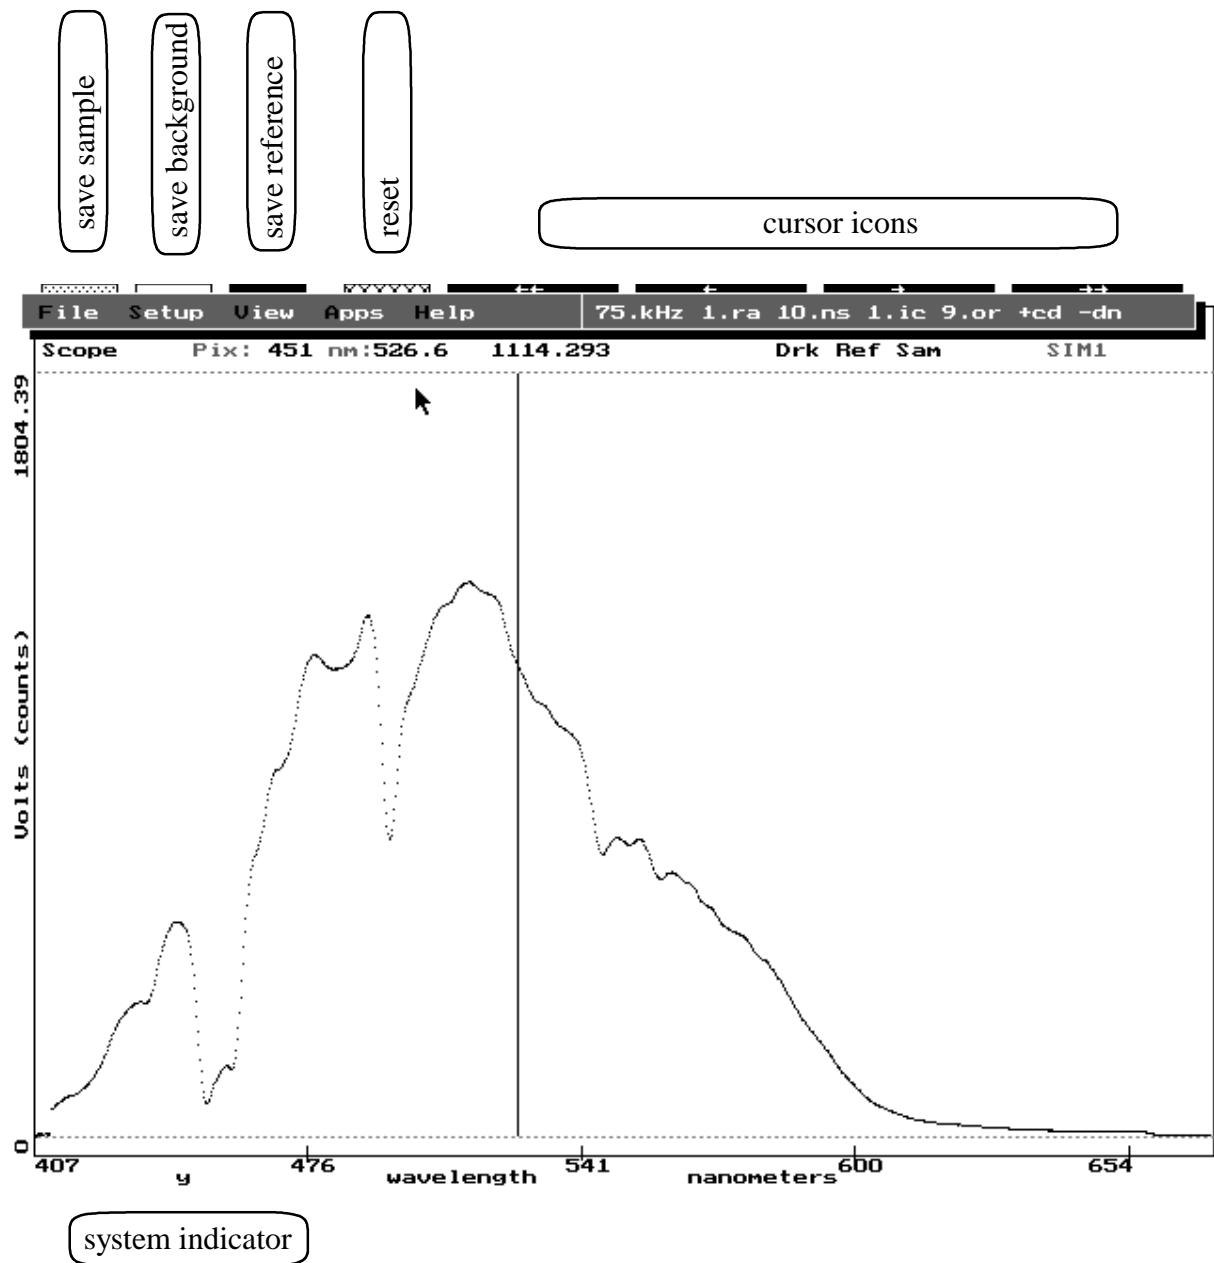 save sample
save background
save reference
reset
cursor icons
File Setup View Apps Help 75.kHz 1.ra 10.ns 1.ic 9.or +cd -dn
Scope Pix: 451 nm:526.6 1114.293 Drk Ref Sam SIM1
1804.39
Volts (counts)
0
407 476 541 600 654
y wavelength nanometers
system indicator